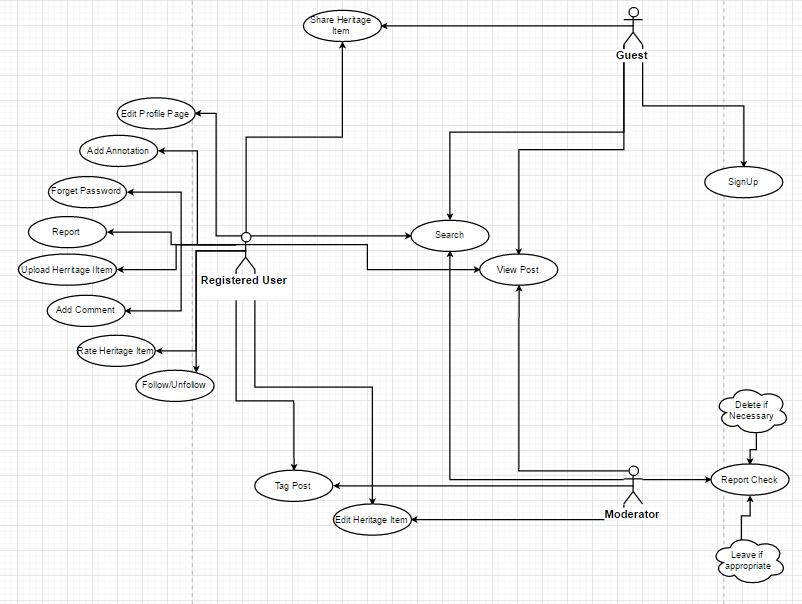 Share Heritage
Item
Guest
Edit Profile Page
Add Annotation
Forget Password
SignUp
Report
Search
Upload Herritage IItem
View Post
Registered User
Add Comment
Rate Heritage Item
Follow/Unfollow
Delete if
Necessary
Tag Post
Report Check
Edit Heritage Item
Moderator
Leave if
appropriate